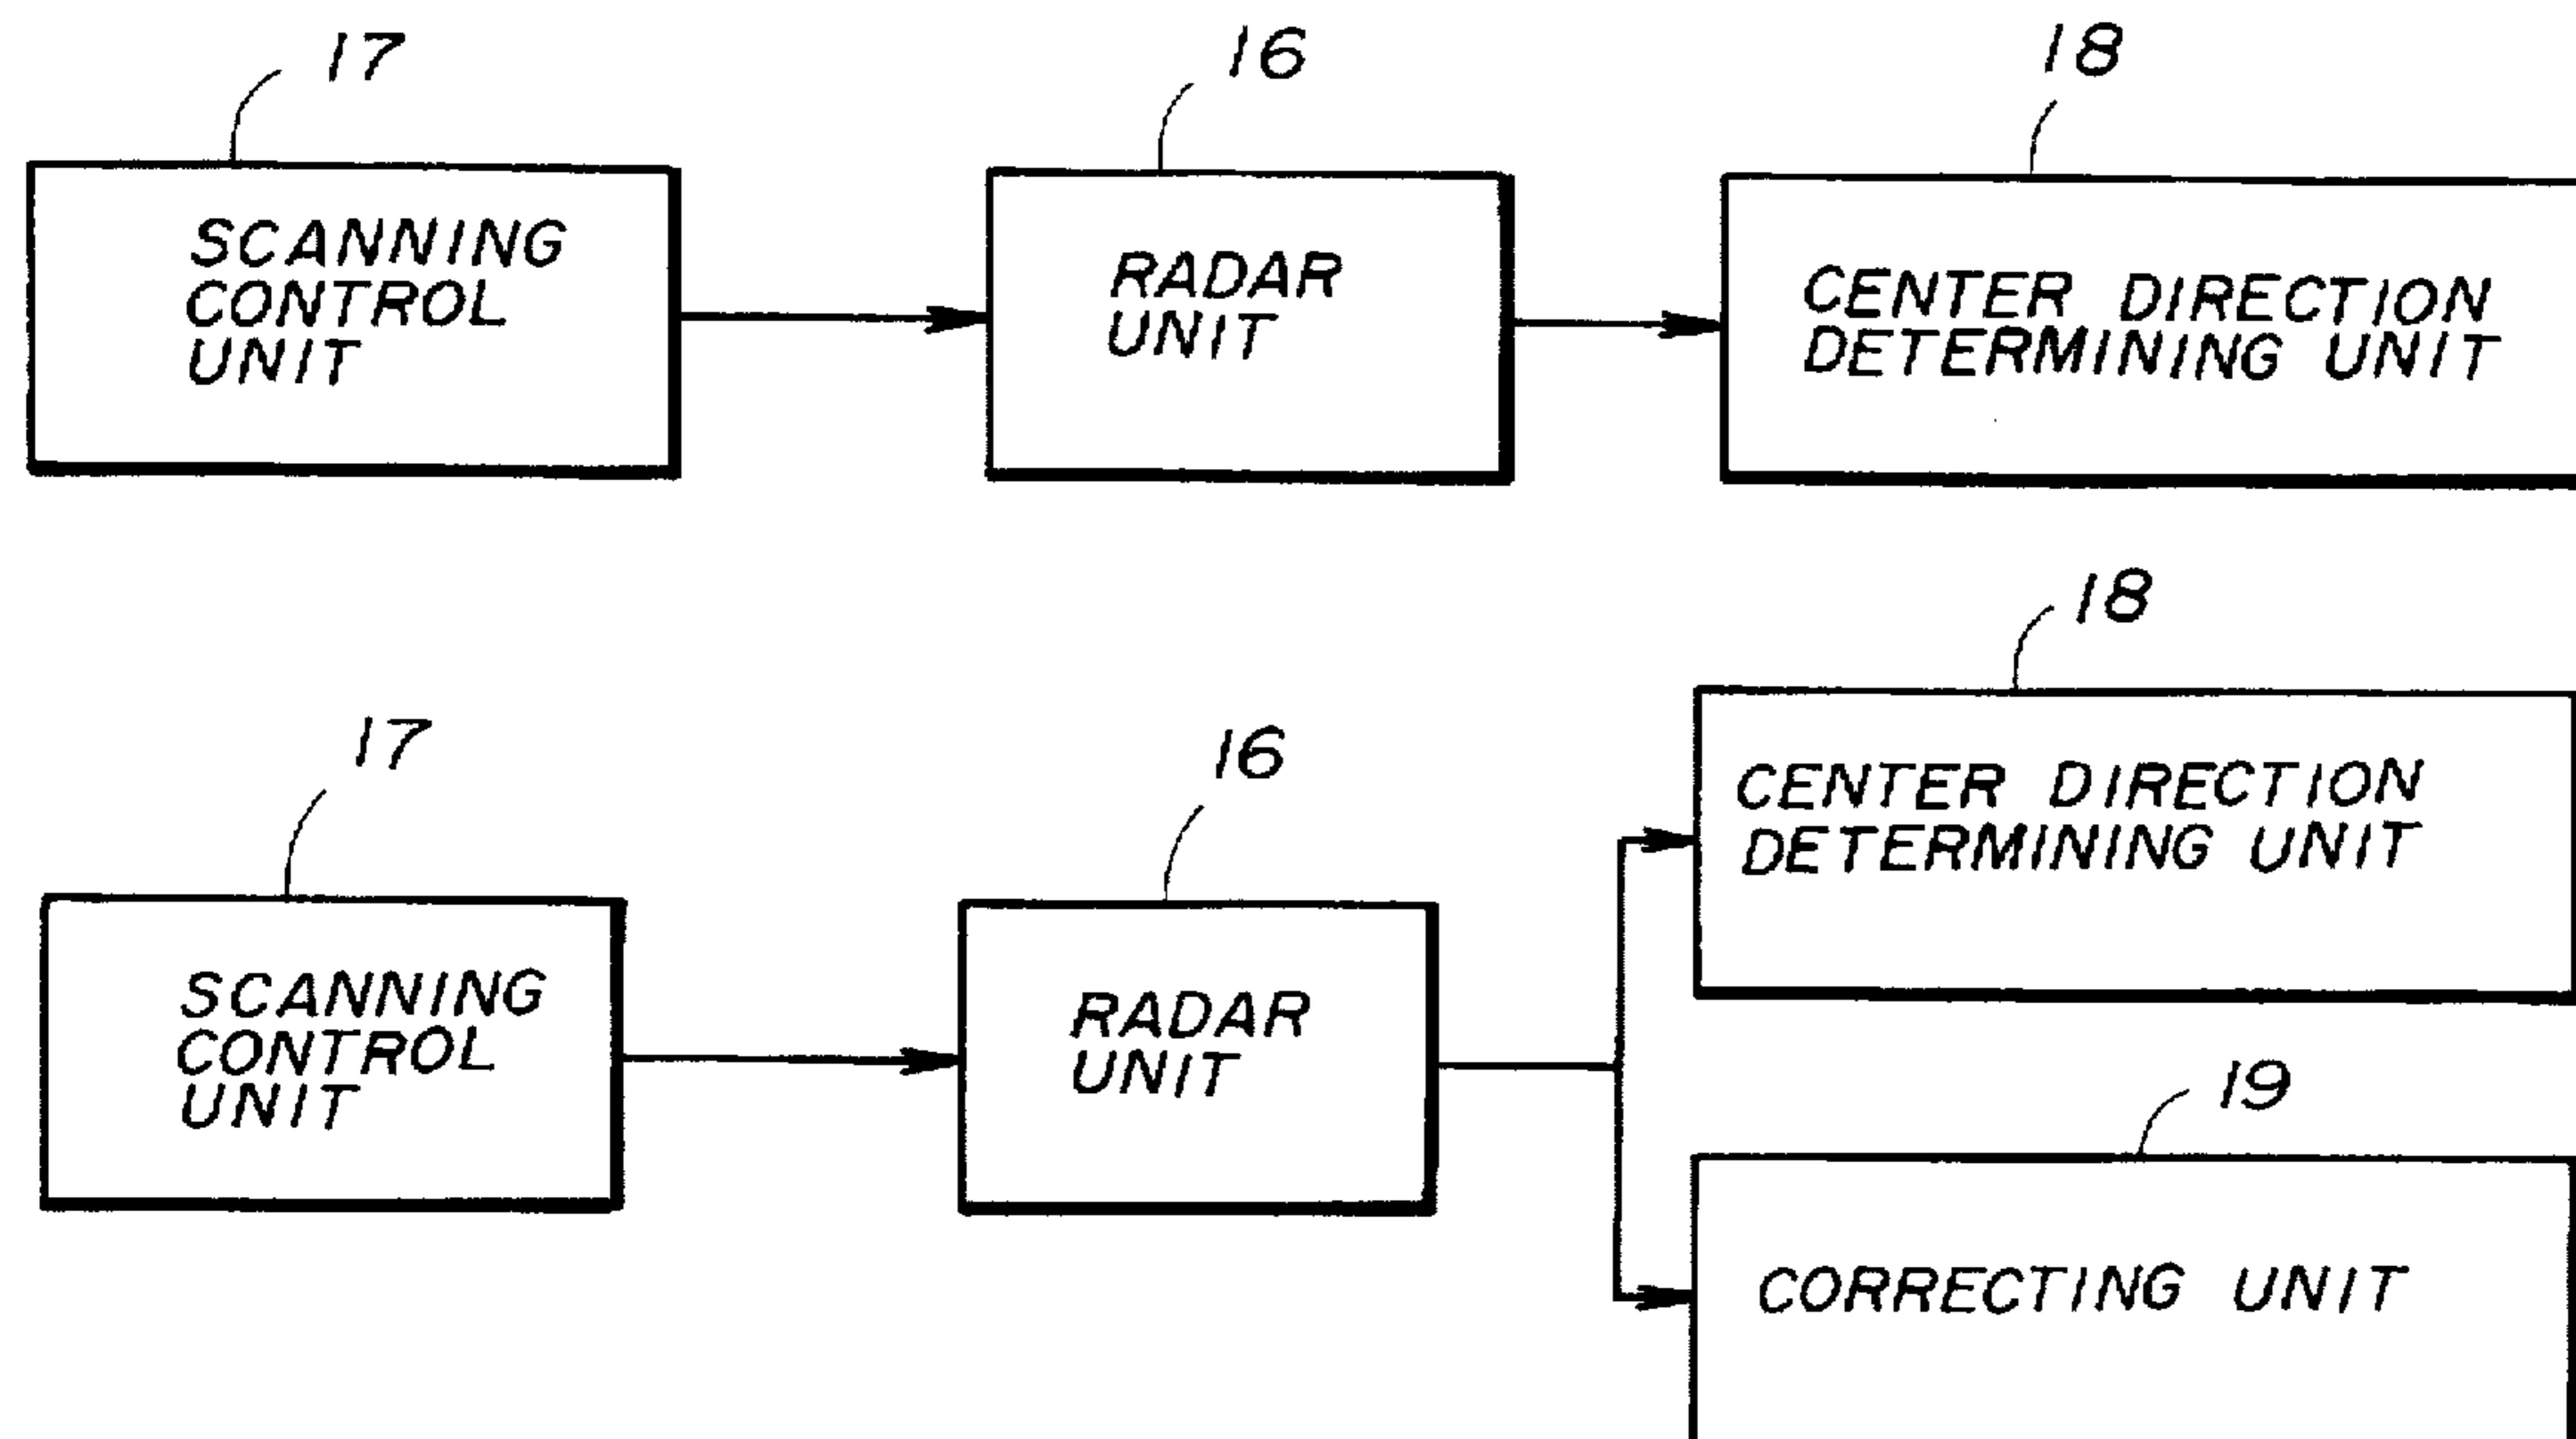 17
16
18
SCANNING
CONTROL
UNIT
RADAR
UNIT
CENTER DIRECTION
DETERMINING UNIT
18
17
16
CENTER DIRECTION
DETERMINING UNIT
SCANNING
CONTROL
UNIT
RADAR
UNIT
19
CORRECTING UNIT